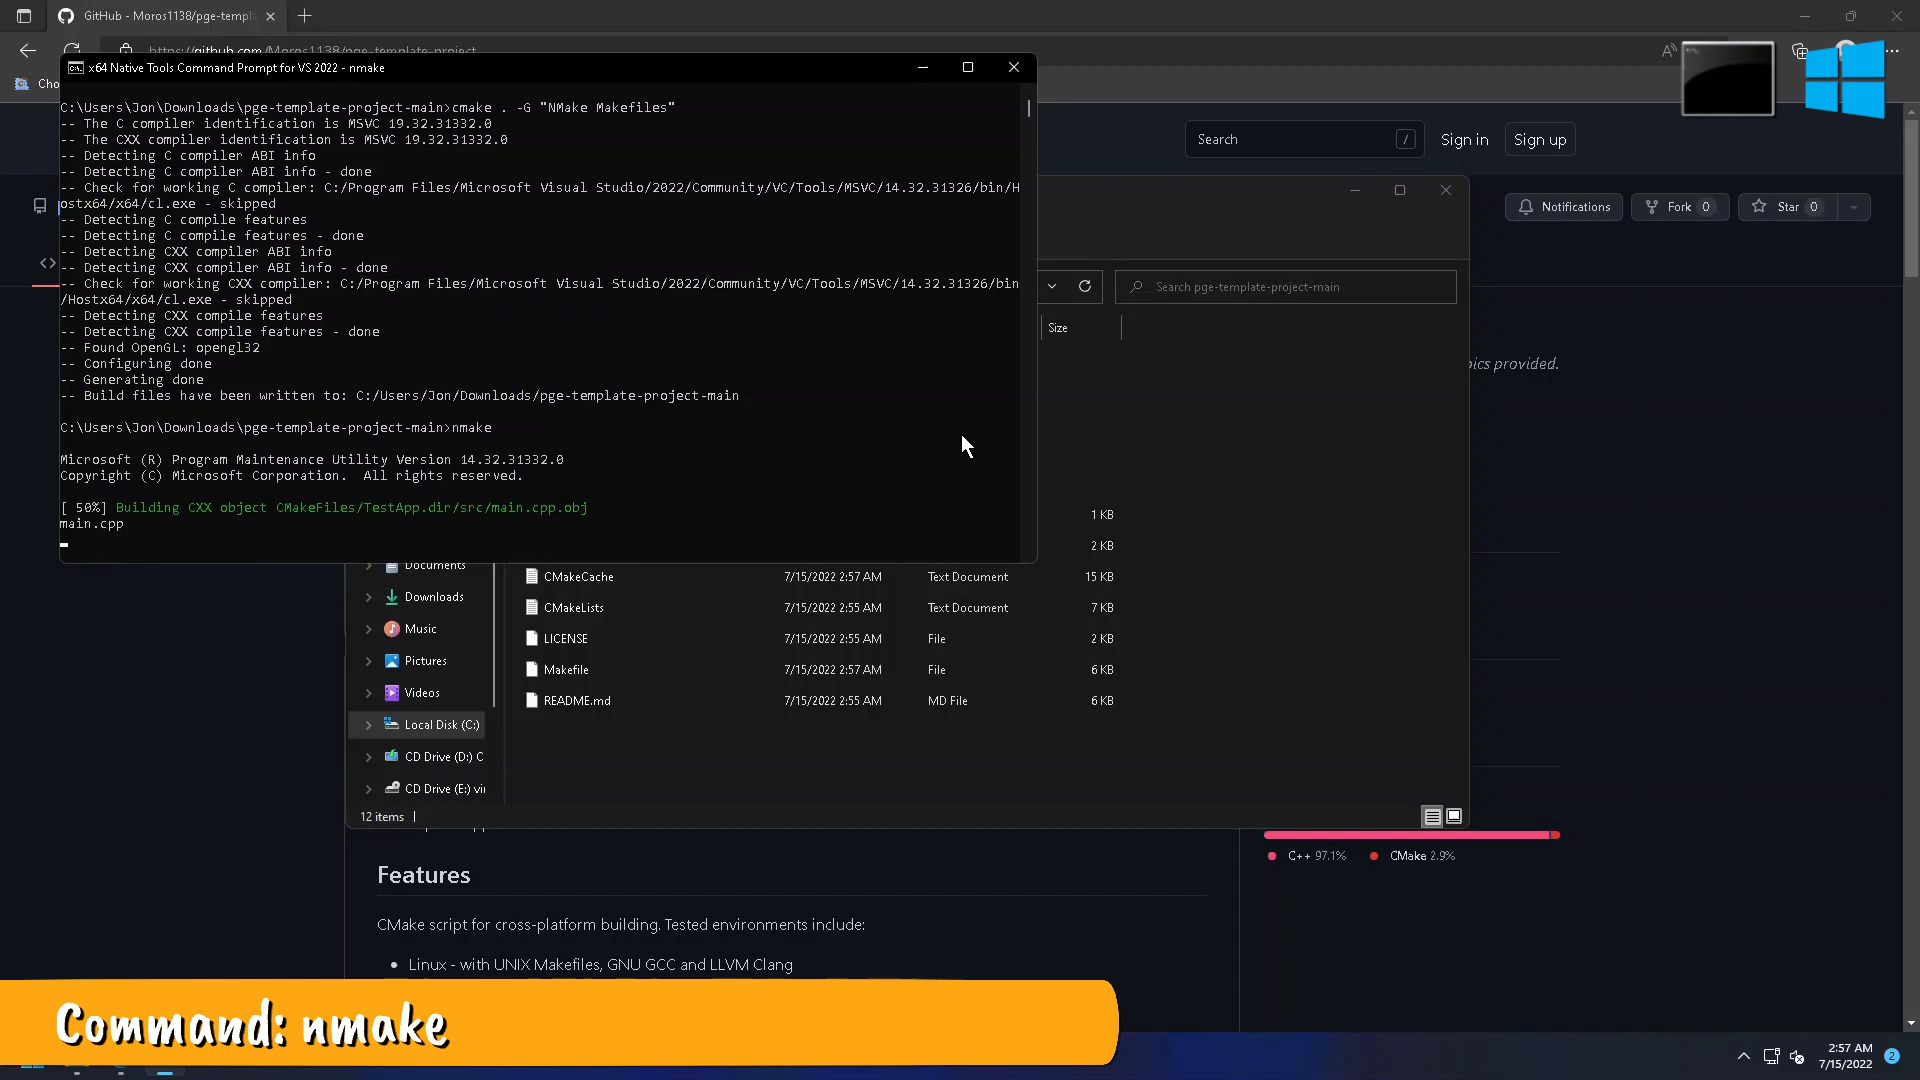 GitHub - Moros1138/pge-templ
https://github.com/Moros1138/pge-template-project
Cho
x64 Native Tools Command Prompt for VS 2022 - nmake
C:\Users\Jon\Downloads\pge-template-project-main>cmake . -G "NMake Makefiles"
-- The C compiler identification is MSVC 19.32.31332.0
-- The CXX compiler identification is MSVC 19.32.31332.0
-- Detecting C compiler ABI info
-- Detecting C compiler ABI info - done
-- Check for working C compiler: C:/Program Files/Microsoft Visual Studio/2022/Community/VC/Tools/MSVC/14.32.31326/bin/H
ostx64/x64/cl.exe - skipped
-- Detecting C compile features
-- Detecting C compile features - done
-- Detecting CXX compiler ABI info
-- Detecting CXX compiler ABI info - done
-- Check for working CXX compiler: C:/Program Files/Microsoft Visual Studio/2022/Community/VC/Tools/MSVC/14.32.31326/bin
/Hostx64/x64/cl.exe - skipped
-- Detecting CXX compile features
-- Detecting CXX compile features - done
-- Found OpenGL: opengl32
-- Configuring done
-- Generating done
-- Build files have been written to: C:/Users/Jon/Downloads/pge-template-project-main
C:\Users\Jon\Downloads\pge-template-project-main>nmake
Microsoft (R) Program Maintenance Utility Version 14.32.31332.0
Copyright (C) Microsoft Corporation.  All rights reserved.
[ 50%] Building CXX object CMakeFiles/TestApp.dir/src/main.cpp.obj
main.cpp
Search /
Sign in
Sign up
Notifications
Fork 0
Star 0
Search pge-template-project-main
Size
pics provided.
1 KB
2 KB
CMakeCache 7/15/2022 2:57 AM Text Document 15 KB
CMakeLists 7/15/2022 2:55 AM Text Document 7 KB
LICENSE 7/15/2022 2:55 AM File 2 KB
Makefile 7/15/2022 2:57 AM File 6 KB
README.md 7/15/2022 2:55 AM MD File 6 KB
Documents
Downloads
Music
Pictures
Videos
Local Disk (C:)
CD Drive (D:) C
CD Drive (E:) vir
12 items
C++ 97.1%
CMake 2.9%
Features
CMake script for cross-platform building. Tested environments include:
Linux - with UNIX Makefiles, GNU GCC and LLVM Clang
Command: nmake
2:57 AM
7/15/2022
2